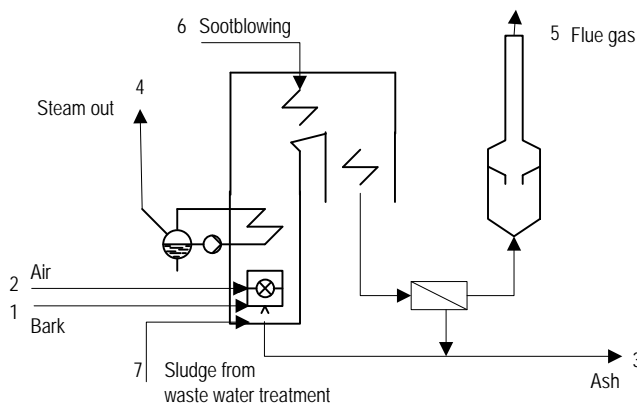 6 Sootblowing
5 Flue gas
4
Steam out
2 Air
1
Bark
7 Sludge from
waste water treatment
3
Ash